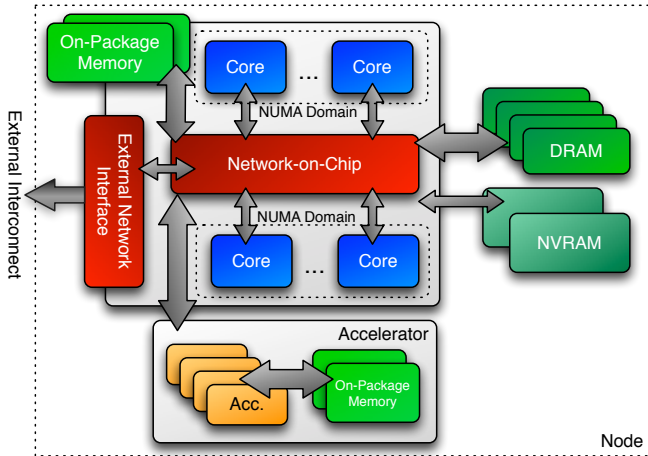 On-Package
Memory
Core
...
Core
NUMA Domain
External Interconnect
External Network
Interface
Network-on-Chip
DRAM
NUMA Domain
NVRAM
Core
...
Core
Accelerator
Acc.
On-Package
Memory
Node